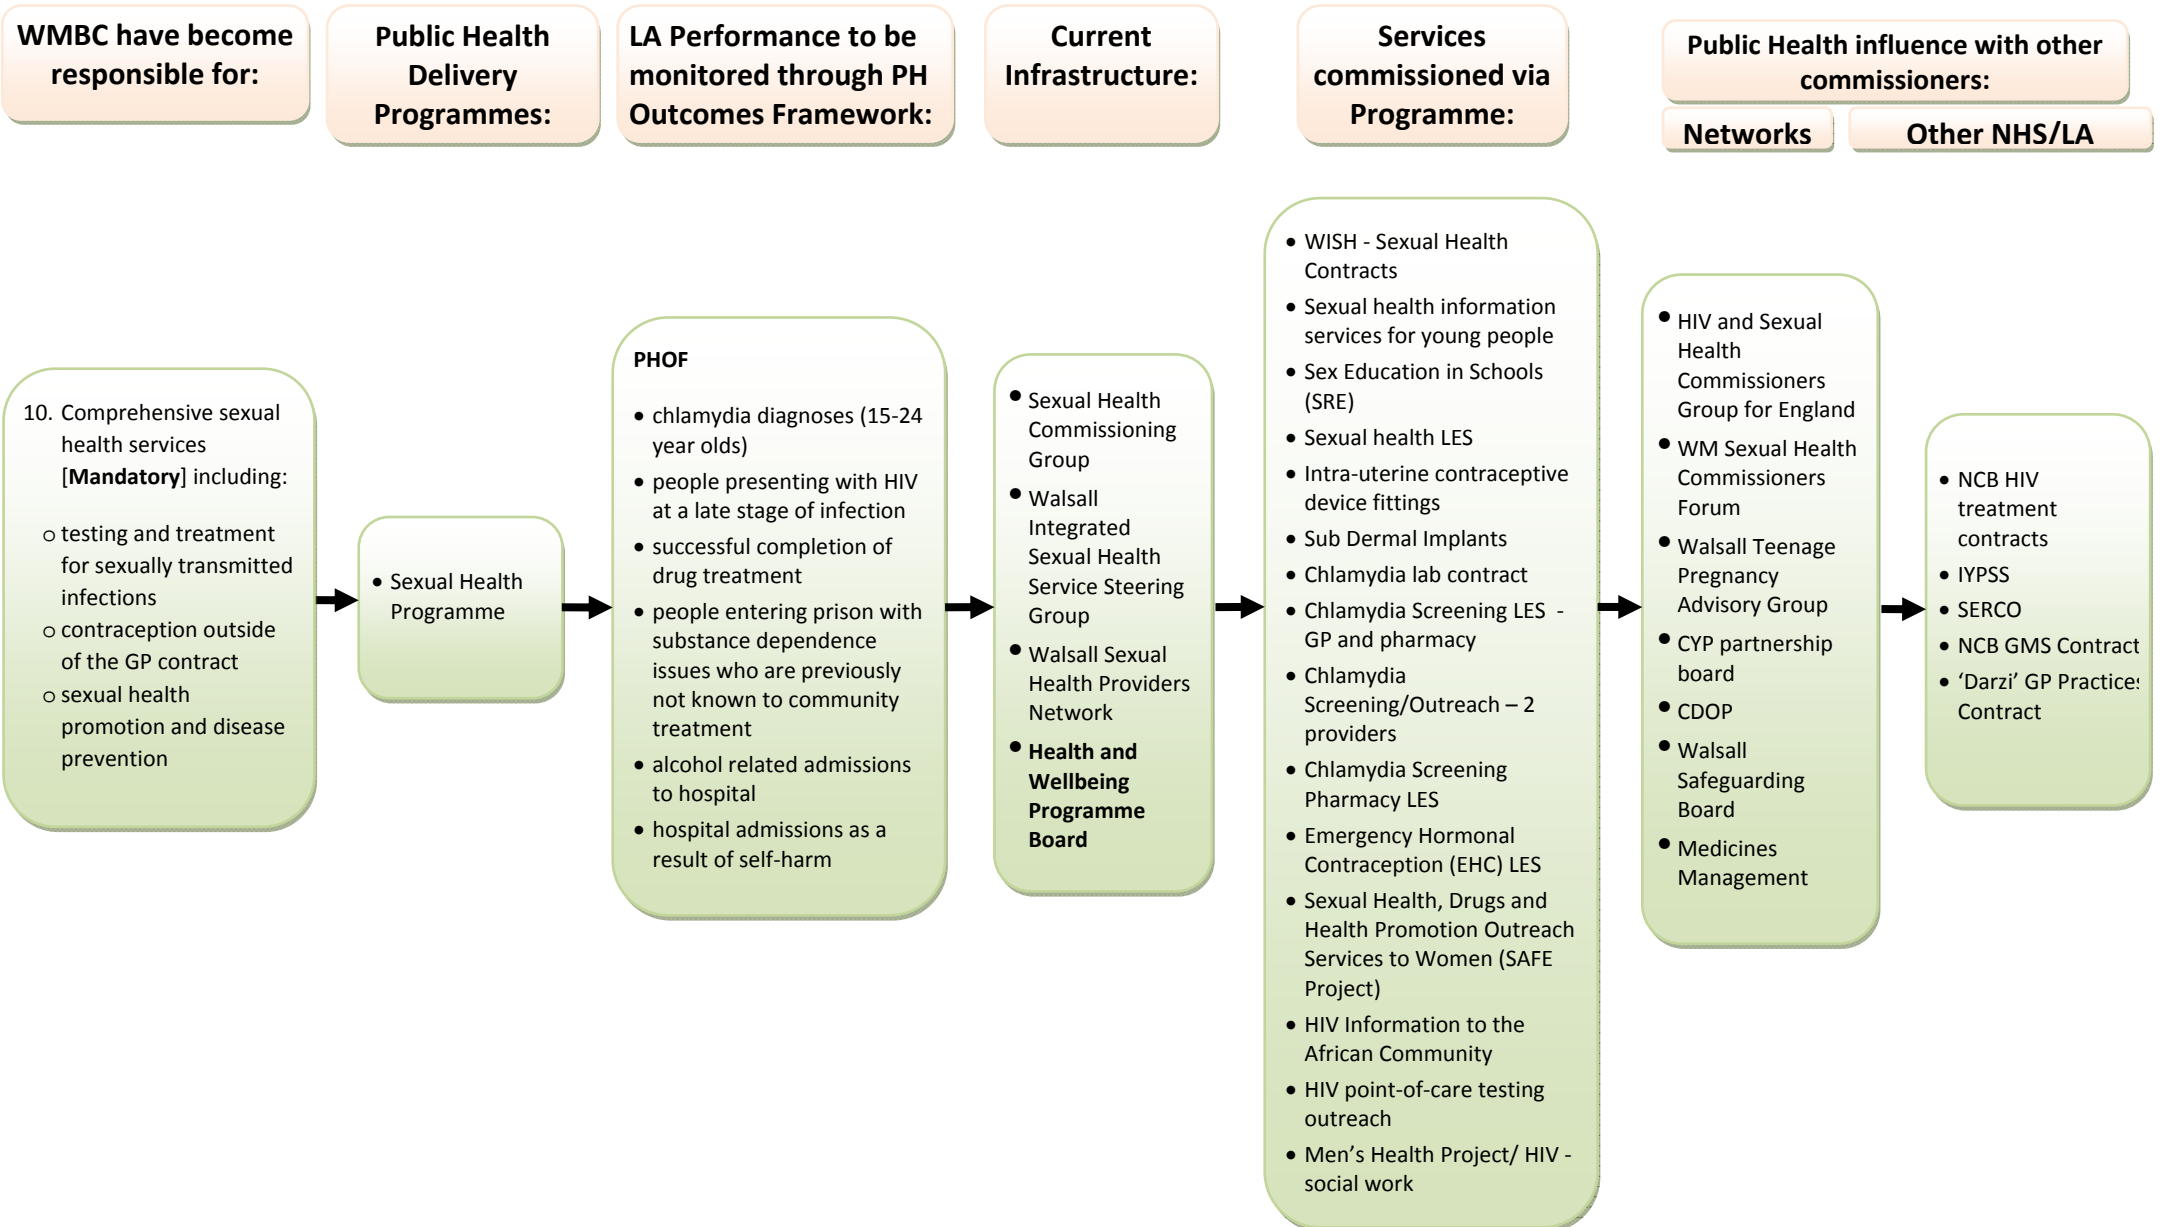 WMBC have become
responsible for:
Public Health
Delivery
Programmes:
LA Performance to be
monitored through PH
Outcomes Framework:
Current
Infrastructure:
Services
commissioned via
Programme:
Public Health influence with other
commissioners:
Networks
Other NHS/LA
10. Comprehensive sexual
health services
[Mandatory] including:
o testing and treatment
for sexually transmitted
infections
o contraception outside
of the GP contract
o sexual health
promotion and disease
prevention
• Sexual Health
Programme
PHOF
• chlamydia diagnoses (15-24
year olds)
• people presenting with HIV
at a late stage of infection
• successful completion of
drug treatment
• people entering prison with
substance dependence
issues who are previously
not known to community
treatment
• alcohol related admissions
to hospital
• hospital admissions as a
result of self-harm
• Sexual Health
Commissioning
Group
• Walsall
Integrated
Sexual Health
Service Steering
Group
• Walsall Sexual
Health Providers
Network
• Health and
Wellbeing
Programme
Board
• WISH - Sexual Health
Contracts
• Sexual health information
services for young people
• Sex Education in Schools
(SRE)
• Sexual health LES
• Intra-uterine contraceptive
device fittings
• Sub Dermal Implants
• Chlamydia lab contract
• Chlamydia Screening LES -
GP and pharmacy
• Chlamydia
Screening/Outreach – 2
providers
• Chlamydia Screening
Pharmacy LES
• Emergency Hormonal
Contraception (EHC) LES
• Sexual Health, Drugs and
Health Promotion Outreach
Services to Women (SAFE
Project)
• HIV Information to the
African Community
• HIV point-of-care testing
outreach
• Men’s Health Project/ HIV -
social work
• HIV and Sexual
Health
Commissioners
Group for England
• WM Sexual Health
Commissioners
Forum
• Walsall Teenage
Pregnancy
Advisory Group
• CYP partnership
board
• CDOP
• Walsall
Safeguarding
Board
• Medicines
Management
• NCB HIV
treatment
contracts
• IYPSS
• SERCO
• NCB GMS Contract
• ‘Darzi’ GP Practices
Contract